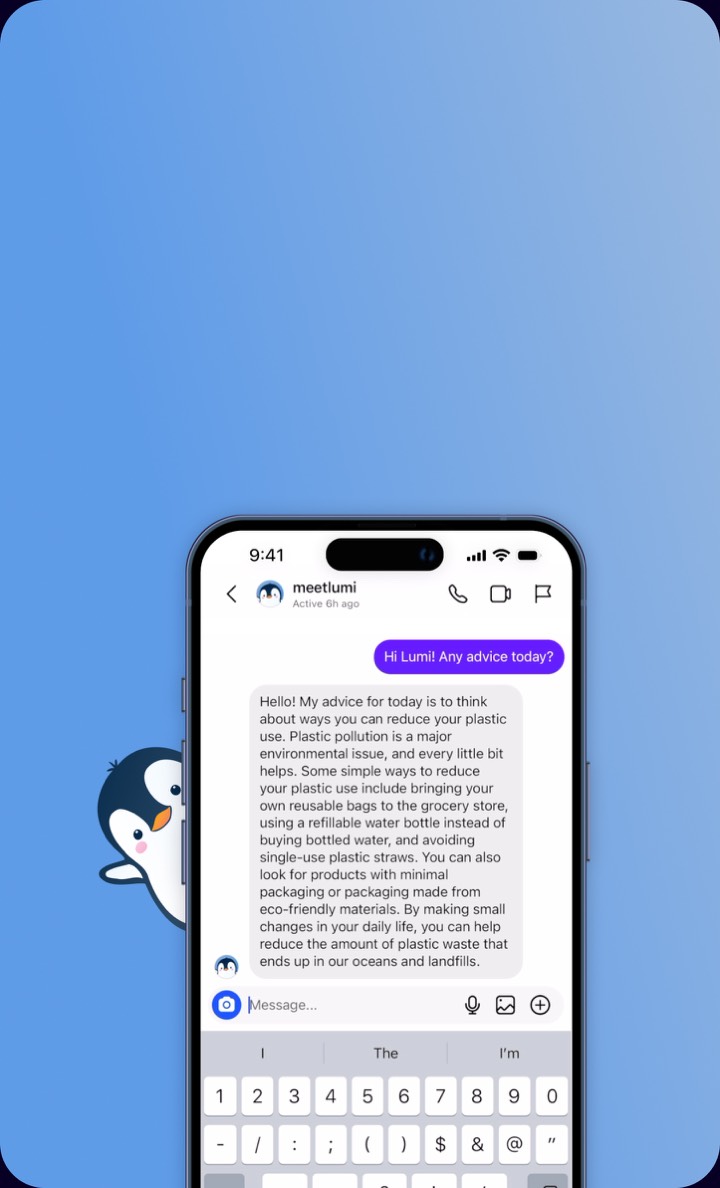 9:41
meetlumi
Active 6h ago
Hi Lumi! Any advice today?
Hello! My advice for today is to think
about ways you can reduce your plastic
use. Plastic pollution is a major
environmental issue, and every little bit
helps. Some simple ways to reduce
your plastic use include bringing your
own reusable bags to the grocery store,
using a refillable water bottle instead of
buying bottled water, and avoiding
single-use plastic straws. You can also
look for products with minimal
packaging or packaging made from
eco-friendly materials. By making small
changes in your daily life, you can help
reduce the amount of plastic waste that
ends up in our oceans and landfills.
Message...
I The I'm
1 2 3 4 5 6 7 8 9 0
- / : ; ( ) $ & @ "